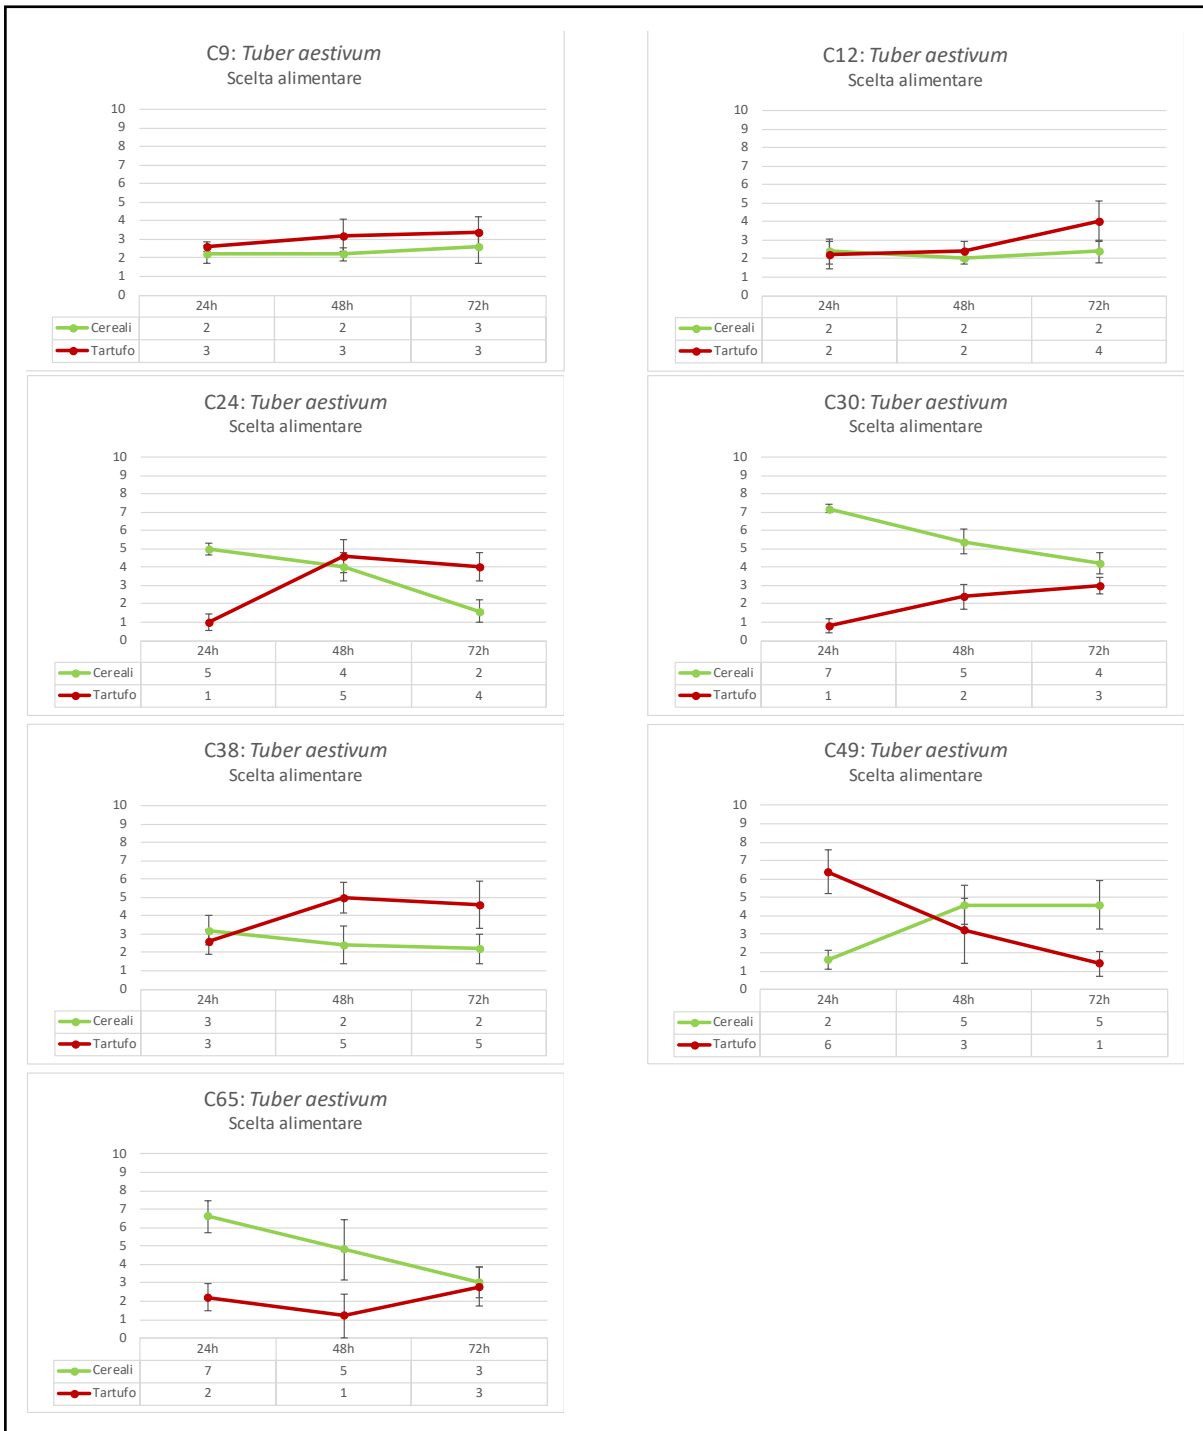 C9: Tuber aestivum
Scelta alimentare
10
9
8
7
6
5
4
3
2
1
0
24h 48h 72h
Cereali 2 2 3
Tartufo 3 3 3
C12: Tuber aestivum
Scelta alimentare
10
9
8
7
6
5
4
3
2
1
0
24h 48h 72h
Cereali 2 2 2
Tartufo 2 2 4
C24: Tuber aestivum
Scelta alimentare
10
9
8
7
6
5
4
3
2
1
0
24h 48h 72h
Cereali 5 4 2
Tartufo 1 5 4
C30: Tuber aestivum
Scelta alimentare
10
9
8
7
6
5
4
3
2
1
0
24h 48h 72h
Cereali 7 5 4
Tartufo 1 2 3
C38: Tuber aestivum
Scelta alimentare
10
9
8
7
6
5
4
3
2
1
0
24h 48h 72h
Cereali 3 2 2
Tartufo 3 5 5
C49: Tuber aestivum
Scelta alimentare
10
9
8
7
6
5
4
3
2
1
0
24h 48h 72h
Cereali 2 5 5
Tartufo 6 3 1
C65: Tuber aestivum
Scelta alimentare
10
9
8
7
6
5
4
3
2
1
0
24h 48h 72h
Cereali 7 5 3
Tartufo 2 1 3